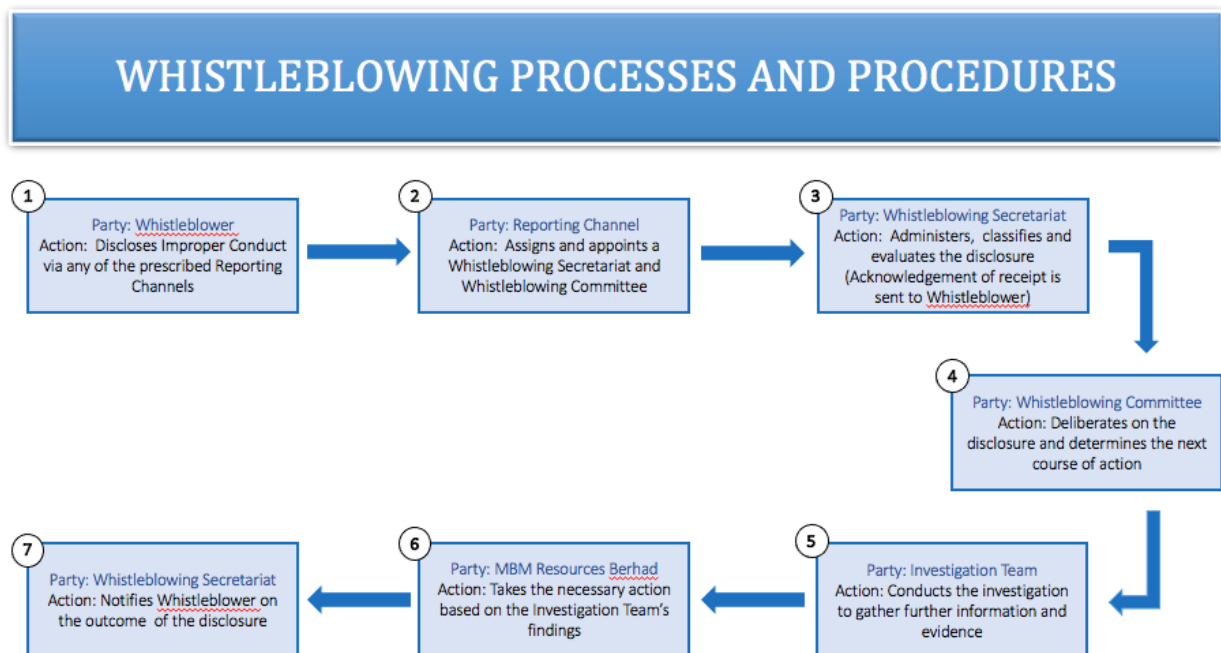 WHISTLEBLOWING PROCESSES AND PROCEDURES
1
Party: Whistleblower
Action:  Discloses Improper Conduct
via any of the prescribed Reporting
Channels
2
Party: Reporting Channel
Action:  Assigns and appoints a
Whistleblowing Secretariat and
Whistleblowing Committee
3
Party: Whistleblowing Secretariat
Action:  Administers, classifies and
evaluates the disclosure
(Acknowledgement of receipt is
sent to Whistleblower)
4
Party: Whistleblowing Committee
Action: Deliberates on the
disclosure and determines the next
course of action
5
Party: Investigation Team
Action: Conducts the investigation
to gather further information and
evidence
6
Party: MBM Resources Berhad
Action: Takes the necessary action
based on the Investigation Team's
findings
7
Party: Whistleblowing Secretariat
Action: Notifies Whistleblower on
the outcome  of the disclosure